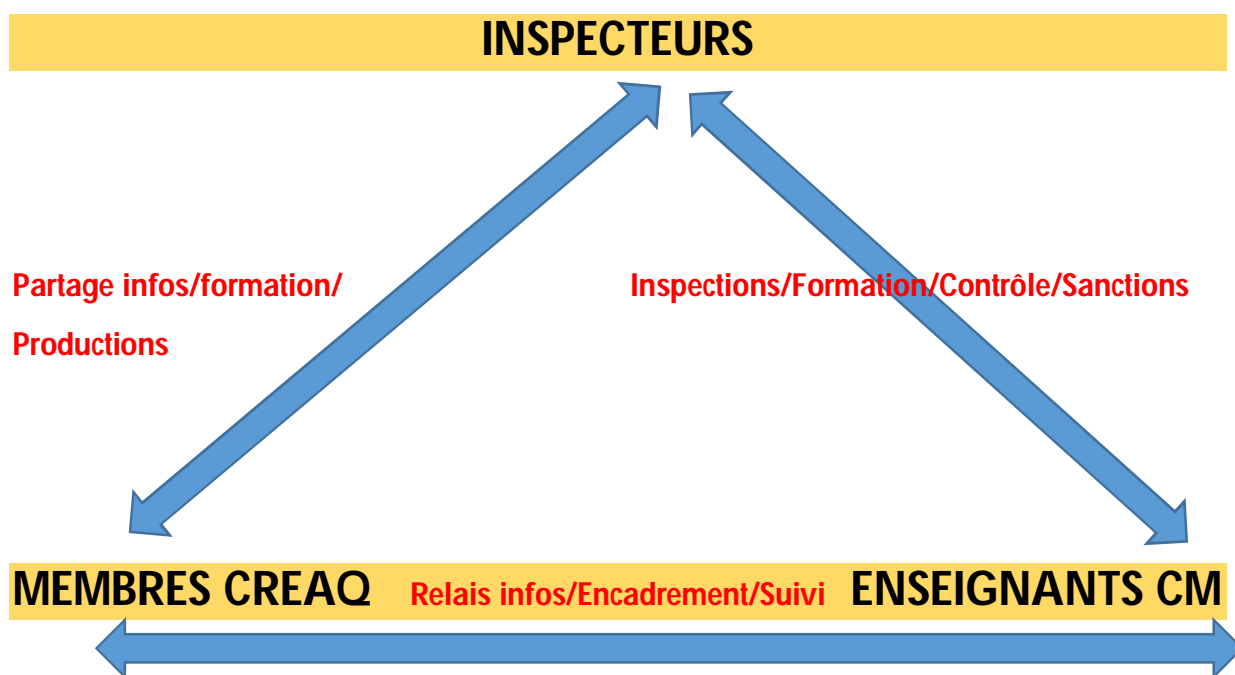 INSPECTEURS
Partage infos/formation/
Productions
Inspections/Formation/Contrôle/Sanctions
MEMBRES CREAQ Relais infos/Encadrement/Suivi ENSEIGNANTS CM